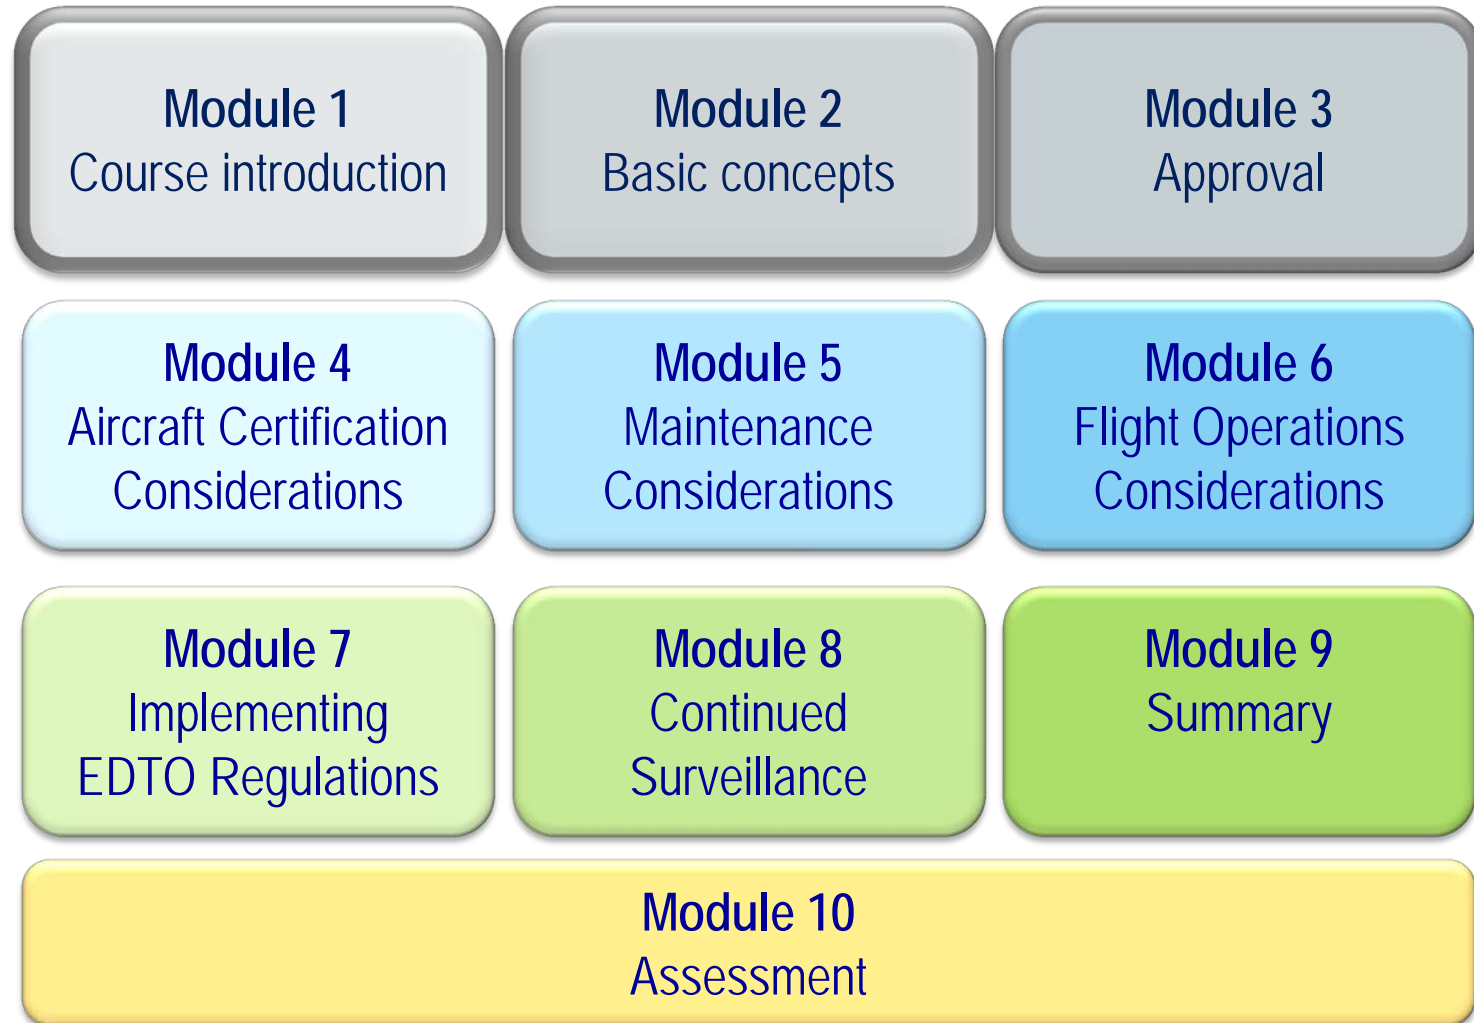 Module 1
Course introduction
Module 2
Basic concepts
Module 3
Approval
Module 4
Aircraft Certification
Considerations
Module 5
Maintenance
Considerations
Module 6
Flight Operations
Considerations
Module 7
Implementing
EDTO Regulations
Module 8
Continued
Surveillance
Module 9
Summary
Module 10
Assessment